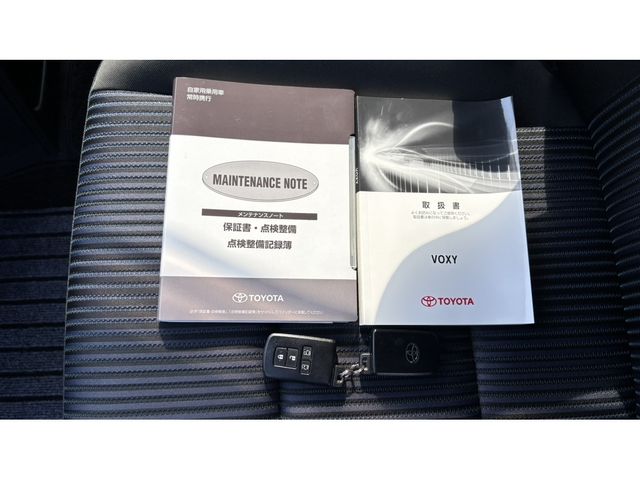 自家用乗用車
常時携行
MAINTENANCE NOTE
メンテナンスノート
保証書・点検整備
点検整備記録簿
TOYOTA
取扱書
VOXY
TOYOTA